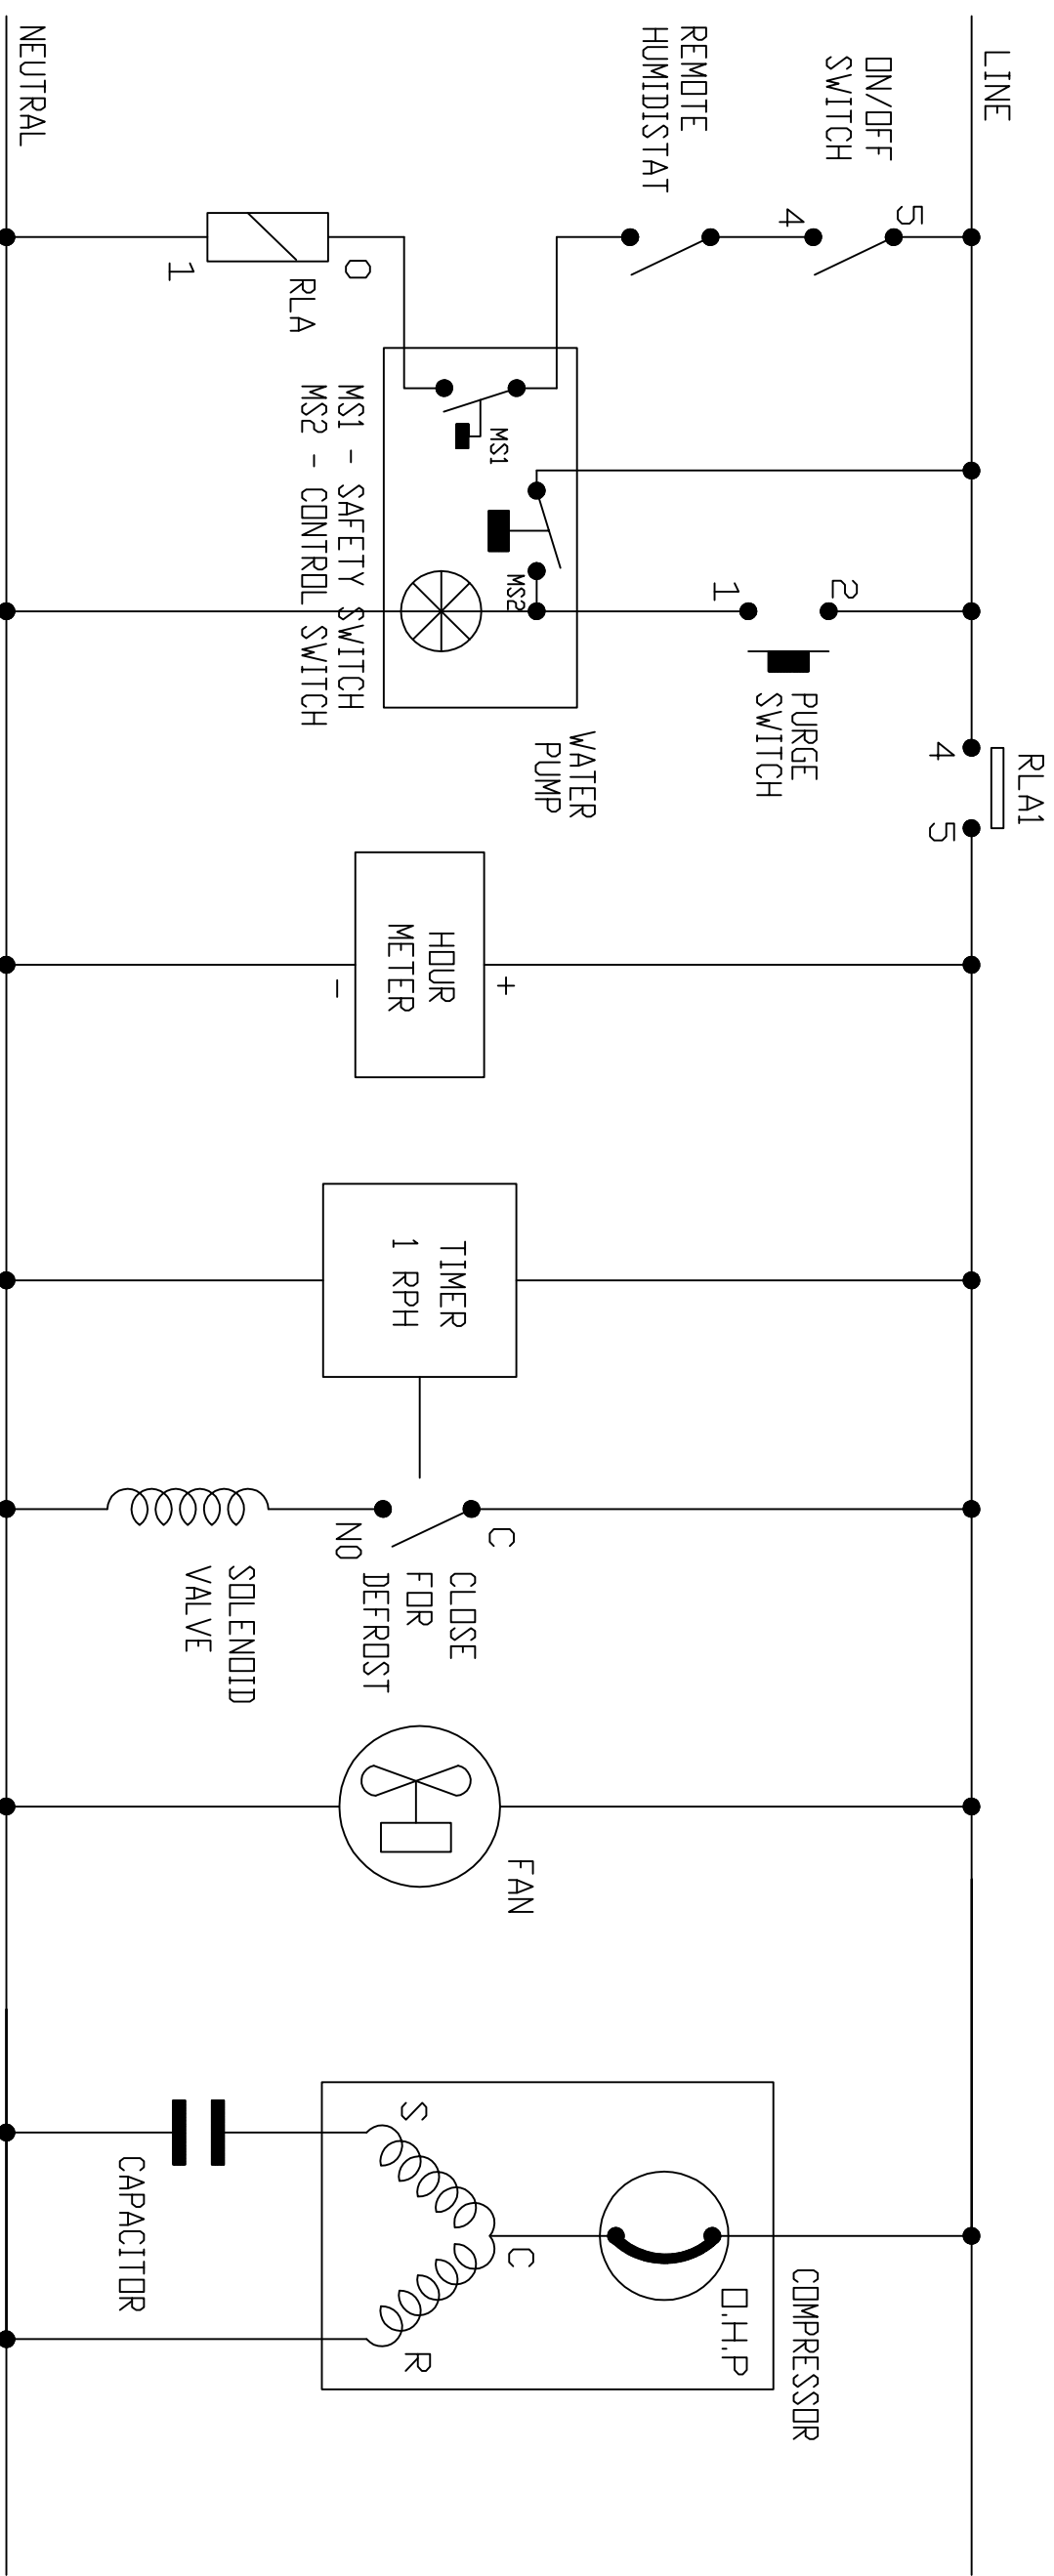 LINE
NEUTRAL
ON/OFF
SWITCH
5
4
REMOTE
HUMIDISTAT
0
RLA
1
MS1
MS2
MS1 - SAFETY SWITCH
MS2 - CONTROL SWITCH
2
1
PURGE
SWITCH
WATER
PUMP
RLA1
4
5
HOUR
METER
+
-
TIMER
1 RPH
C
NO
CLOSE
FOR
DEFROST
SOLENOID
VALVE
FAN
COMPRESSOR
O.H.P
C
S
R
CAPACITOR